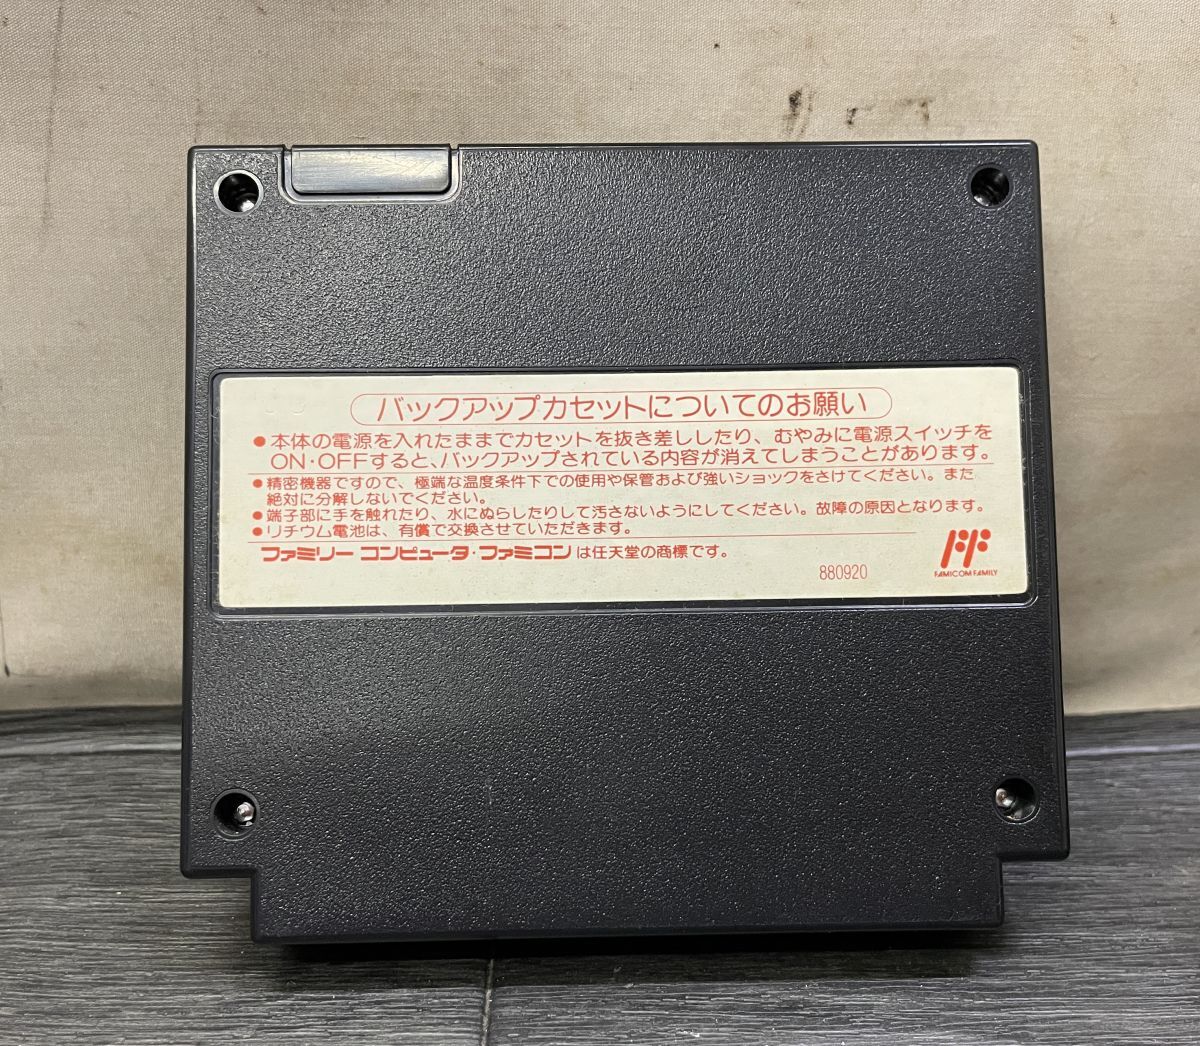 バックアップカセットについてのお願い
●本体の電源を入れたままでカセットを抜き差ししたり、むやみに電源スイッチを
ON・OFFすると、バックアップされている内容が消えてしまうことがあります。
●精密機器ですので、極端な温度条件下での使用や保管および強いショックをさけてください。また
絶対に分解しないでください。
●端子部に手を触れたり、水にぬらしたりして汚さないようにしてください。故障の原因となります。
●リチウム電池は、有償で交換させていただきます。
ファミリーコンピュータ・ファミコンは任天堂の商標です。
FAMICOM FAMILY
880920